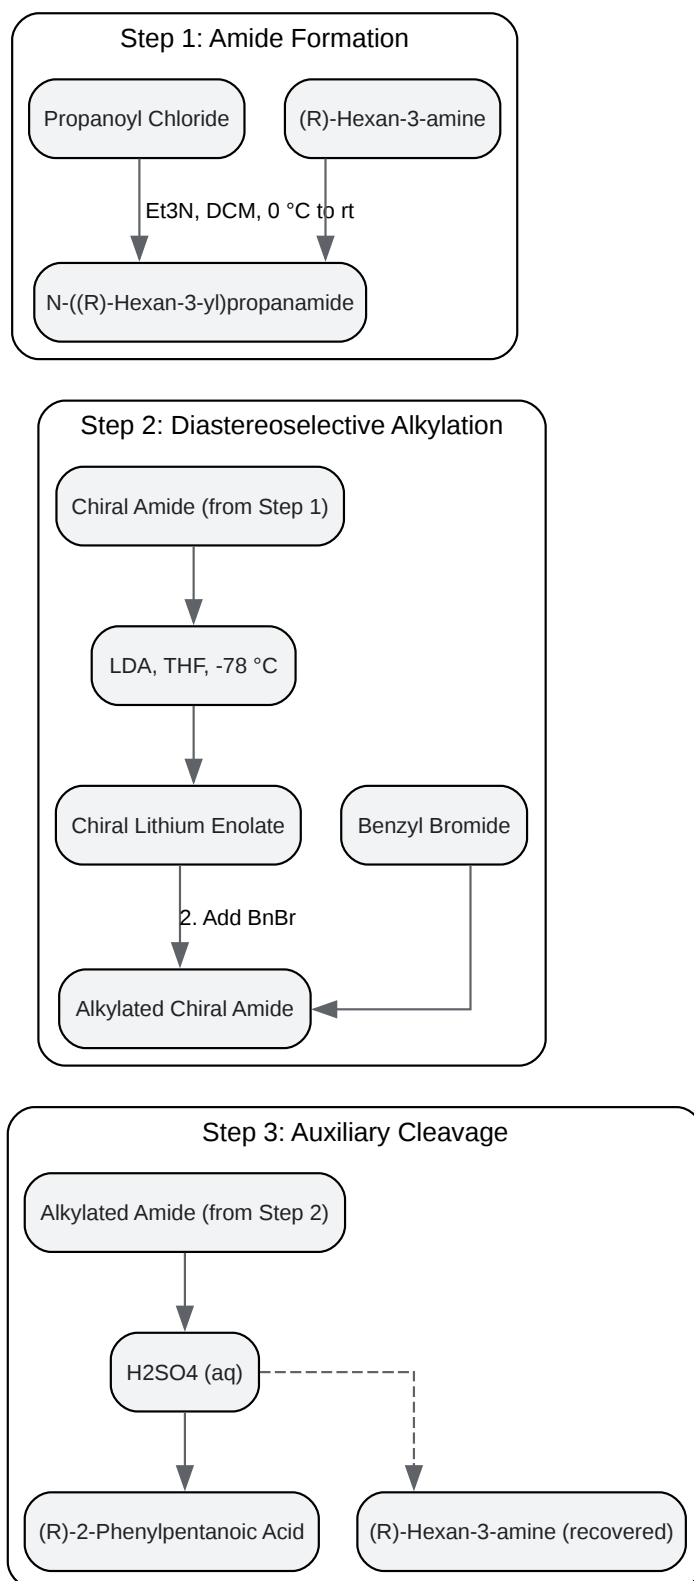 Step 1: Amide Formation
Propanoyl Chloride
(R)-Hexan-3-amine
Et3N, DCM, 0 °C to rt
N-((R)-Hexan-3-yl)propanamide
Step 2: Diastereoselective Alkylation
Chiral Amide (from Step 1)
LDA, THF, -78 °C
Chiral Lithium Enolate
Benzyl Bromide
2. Add BnBr
Alkylated Chiral Amide
Step 3: Auxiliary Cleavage
Alkylated Amide (from Step 2)
H2SO4 (aq)
(R)-2-Phenylpentanoic Acid
(R)-Hexan-3-amine (recovered)